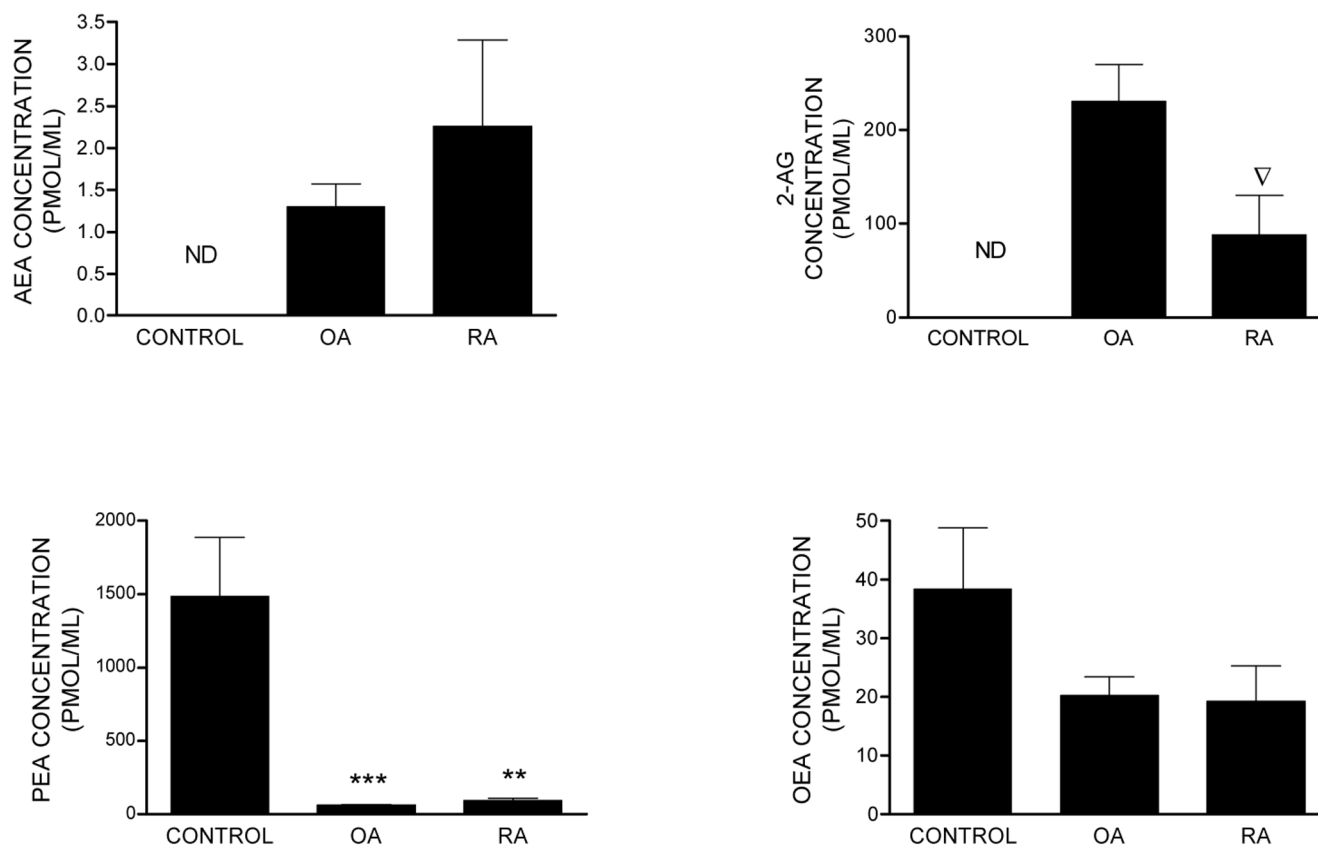 AEA CONCENTRATION
(PMOL/ML)
3.5
3.0
2.5
2.0
1.5
1.0
0.5
0.0
ND
CONTROL OA RA
2-AG
CONCENTRATION
(PMOL/ML)
300
200
100
0
ND
∇
CONTROL OA RA
PEA CONCENTRATION
(PMOL/ML)
2000
1500
1000
500
0
*** **
CONTROL OA RA
OEA CONCENTRATION
(PMOL/ML)
50
40
30
20
10
0
CONTROL OA RA